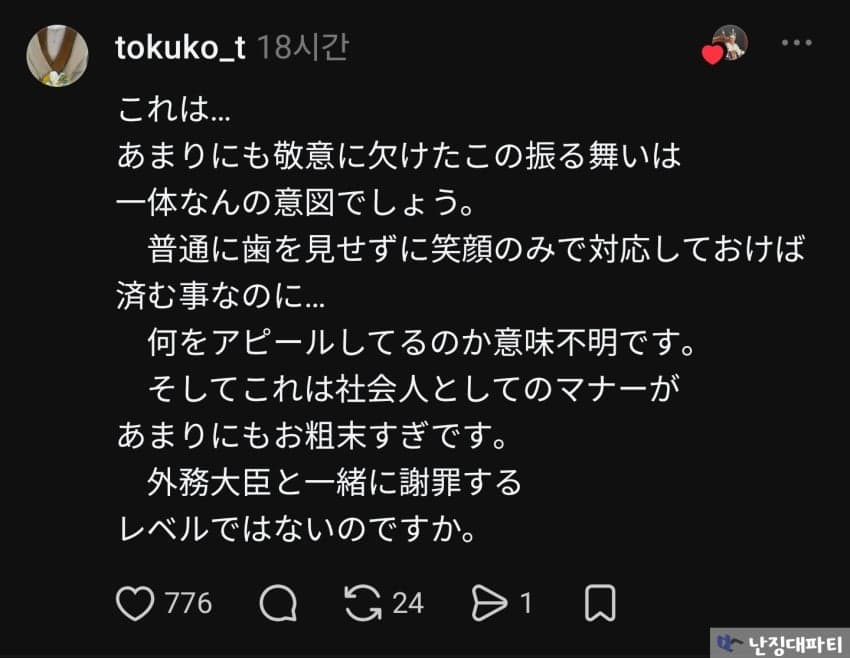 tokuko_t 18시간
これは...
あまりにも敬意に欠けたこの振る舞いは
一体なんの意図でしょう。
普通に歯を見せずに笑顔のみで対応しておけば
済む事なのに...
何をアピールしてるのか意味不明です。
そしてこれは社会人としてのマナーが
あまりにもお粗末すぎです。
外務大臣と一緒に謝罪する
レベルではないのですか。
776 24 1
난징대파티